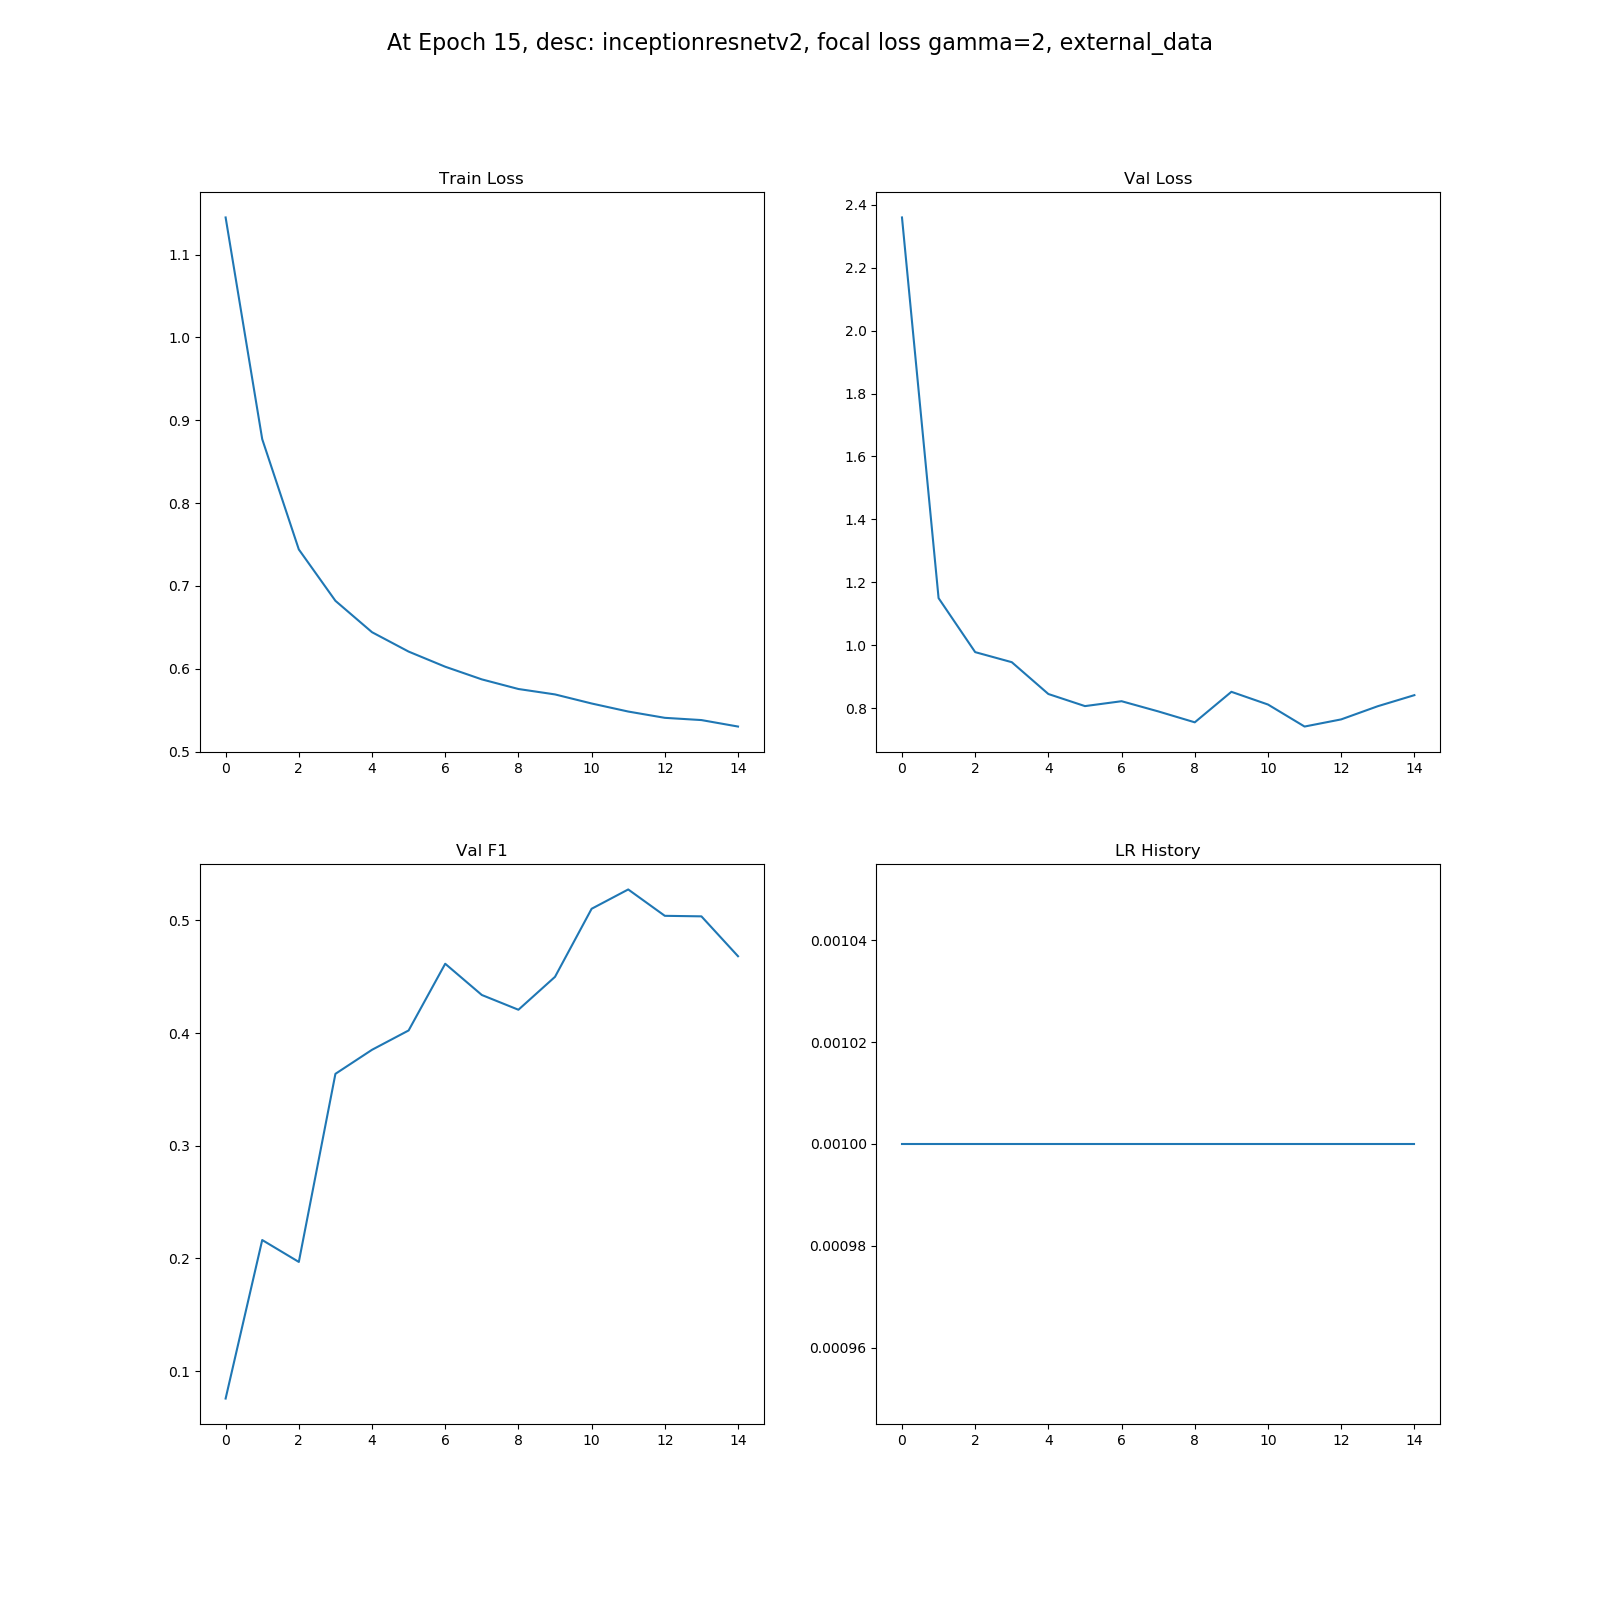 At Epoch 15, desc: inceptionresnetv2, focal loss gamma=2, external_data
Train Loss
1.1
1.0
0.9
0.8
0.7
0.6
0.5
0 2 4 6 8 10 12 14
Val Loss
2.4
2.2
2.0
1.8
1.6
1.4
1.2
1.0
0.8
0 2 4 6 8 10 12 14
Val F1
0.5
0.4
0.3
0.2
0.1
0 2 4 6 8 10 12 14
LR History
0.00104
0.00102
0.00100
0.00098
0.00096
0 2 4 6 8 10 12 14